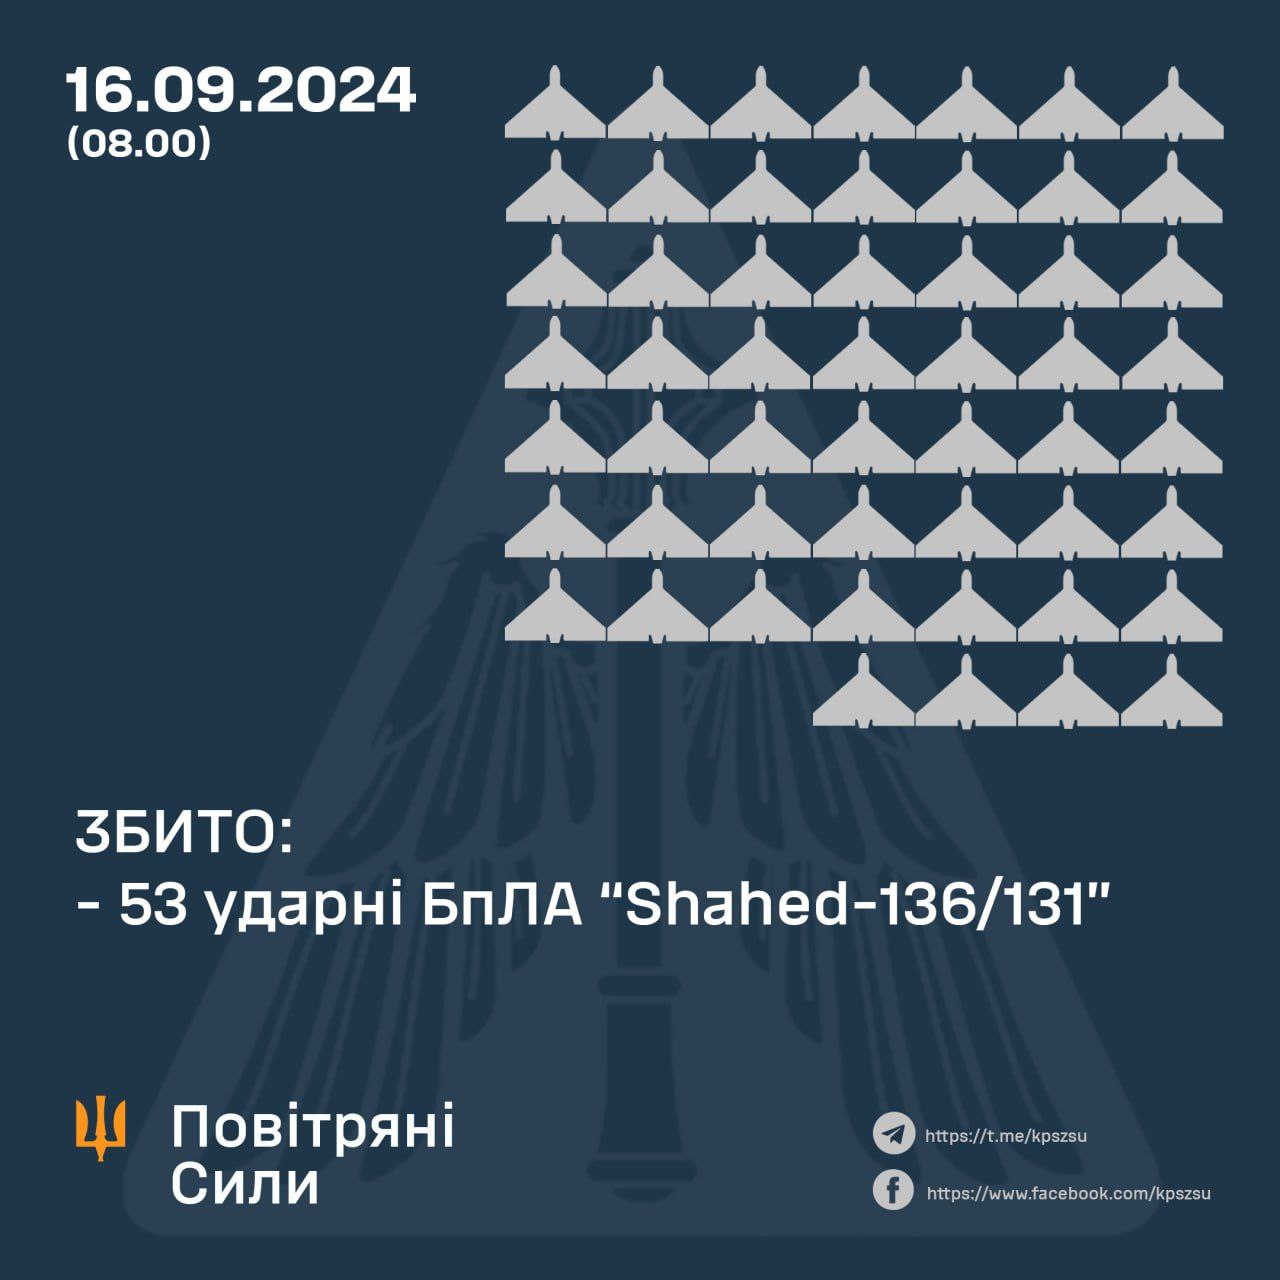 16.09.2024
(08.00)
ЗБИТО:
- 53 ударні БпЛА “Shahed-136/131”
Повітряні
Сили
https://t.me/kpszsu
https://www.facebook.com/kpszsu